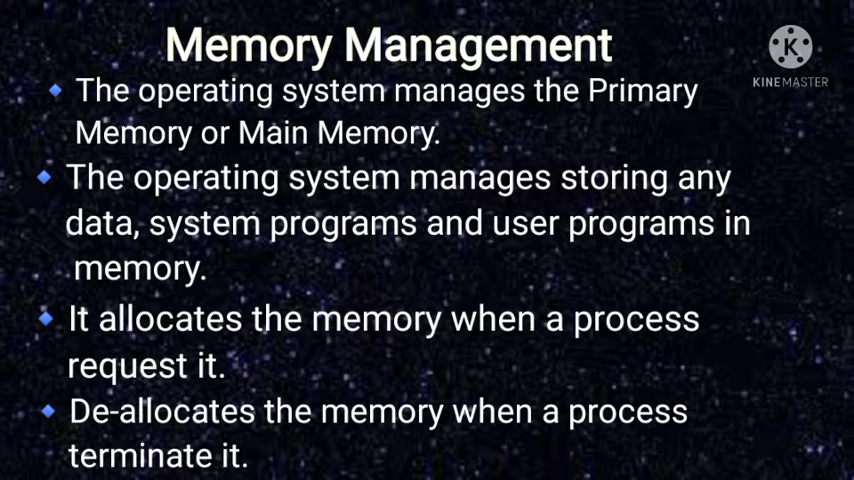 Memory Management
KINEMASTER
🔹 The operating system manages the Primary
Memory or Main Memory.
🔹 The operating system manages storing any
data, system programs and user programs in
memory.
🔹 It allocates the memory when a process
request it.
🔹 De-allocates the memory when a process
terminate it.